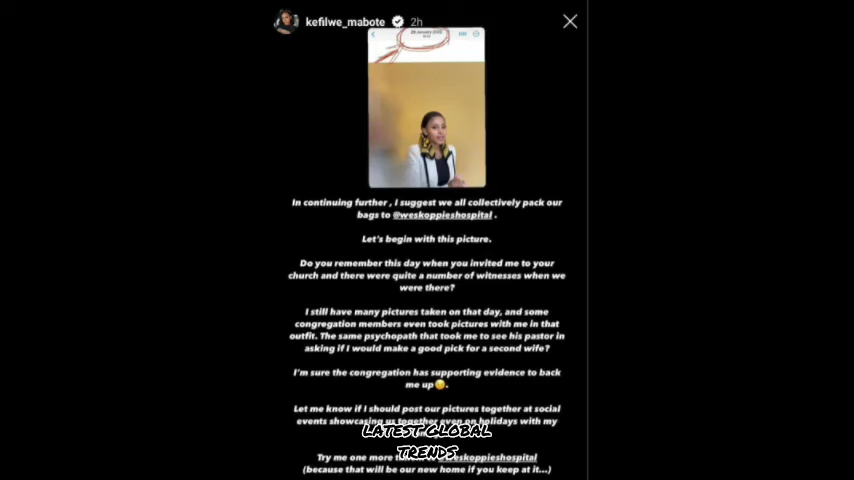 kefilwe_mabote 2h
In continuing further , I suggest we all collectively pack our
bags to @weskoppieshospital .
Let's begin with this picture.
Do you remember this day when you invited me to your
church and there were quite a number of witnesses when we
were there?
I still have many pictures taken on that day, and some
congregation members even took pictures with me in that
outfit. The same psychopath that took me to see his pastor in
asking if I would make a good pick for a second wife?
I'm sure the congregation has supporting evidence to back
me up😉.
Let me know if I should post our pictures together at social
events showcasing us together even on holidays with my
LATEST GLOBAL
TRENDS
Try me one more @weskoppieshospital
(because that will be our new home if you keep at it...)